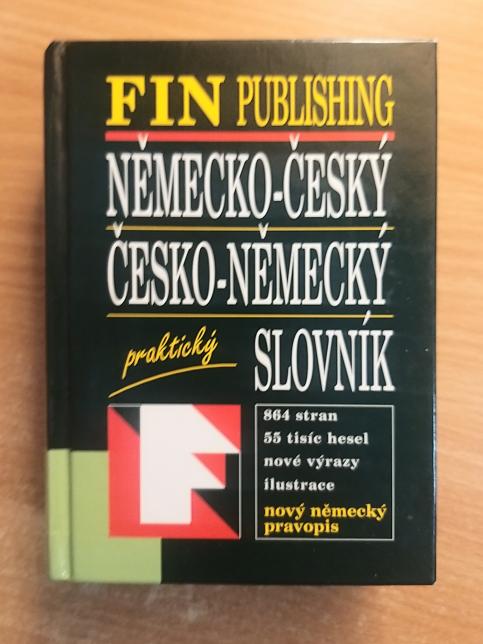 FIN PUBLISHING
NĚMECKO-ČESKÝ
ČESKO-NĚMECKÝ
praktický SLOVNÍK
864 stran
55 tisíc hesel
nové výrazy
ilustrace
nový německý
pravopis